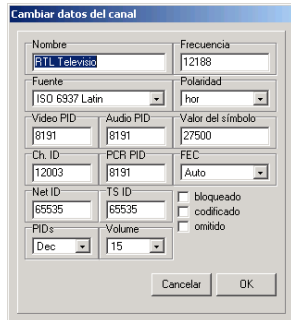 Cambiar datos del canal
Nombre
Frecuencia
RTL Televisio
12188
Fuente
Polaridad
ISO 6937 Latin
hor
Video PID
Audio PID
Valor del símbolo
8191
8191
27500
Ch. ID
PCR PID
FEC
12003
8191
Auto
Net ID
TS ID
65535
65535
bloqueado
codificado
omitido
PIDs
Volume
Dec
15
Cancelar
OK